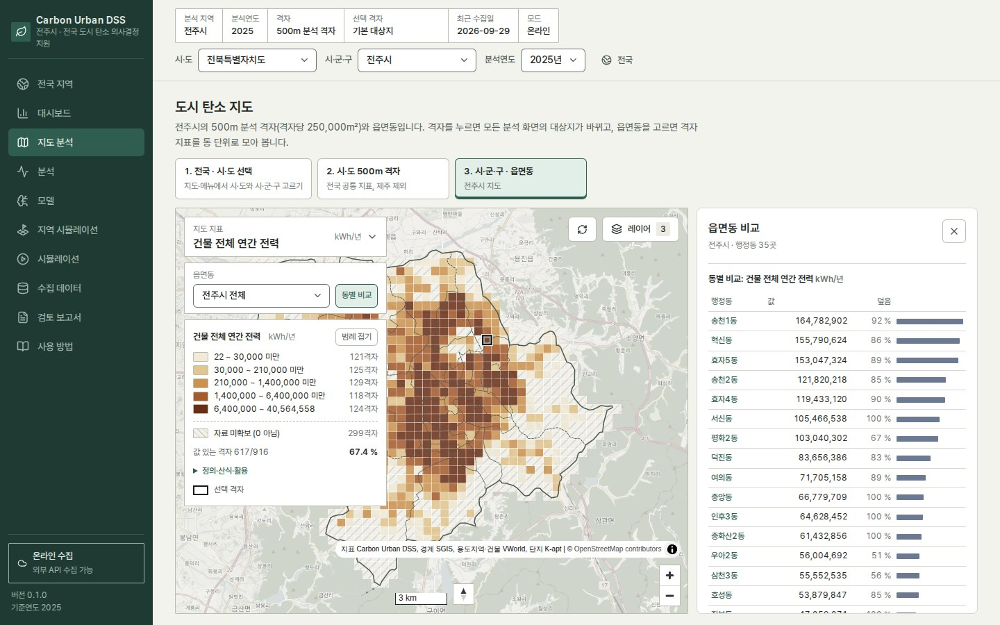 Carbon Urban DSS
전주시 · 전국 도시 탄소 의사결정
지원
전국 지역
대시보드
지도 분석
분석
모델
지역 시뮬레이션
시뮬레이션
수집 데이터
검토 보고서
사용 방법
온라인 수집
외부 API 수집 가능
버전 0.1.0
기준연도 2025
분석 지역
전주시
분석연도
2025
격자
500m 분석 격자
선택 격자
기본 대상지
최근 수집일
2026-09-29
모드
온라인
시·도
전북특별자치도
시·군·구
전주시
분석연도
2025년
전국
도시 탄소 지도
전주시의 500m 분석 격자(격자당 250,000m²)와 읍면동입니다. 격자를 누르면 모든 분석 화면의 대상지가 바뀌고, 읍면동을 고르면 격자
지표를 동 단위로 모아 봅니다.
1. 전국 · 시·도 선택
지도·메뉴에서 시·도와 시·군·구 고르기
2. 시·도 500m 격자
전국 공통 지표, 제주 제외
3. 시·군·구 · 읍면동
전주시 지도
지도 지표
건물 전체 연간 전력
kWh/년
읍면동
전주시 전체
동별 비교
건물 전체 연간 전력 kWh/년
범례 접기
22 ~ 30,000 미만 121격자
30,000 ~ 210,000 미만 125격자
210,000 ~ 1,400,000 미만 129격자
1,400,000 ~ 6,400,000 미만 118격자
6,400,000 ~ 40,564,558 124격자
자료 미확보 (0 아님) 299격자
값 있는 격자 617/916 67.4 %
정의·산식·활용
선택 격자
레이어 3
용진읍
소양면
상관면
봉남면
금산면
구이면
17
지표 Carbon Urban DSS, 경계 SGIS, 용도지역·건물 VWorld, 단지 K-apt | © OpenStreetMap contributors
3 km
읍면동 비교
전주시 · 행정동 35곳
동별 비교: 건물 전체 연간 전력 kWh/년
행정동 값 덮음
송천1동 164,782,902 92 %
혁신동 155,790,624 86 %
효자5동 153,047,324 89 %
송천2동 121,820,218 85 %
효자4동 119,433,120 90 %
서신동 105,466,538 100 %
평화2동 103,040,302 67 %
덕진동 83,656,386 83 %
여의동 71,705,158 89 %
중앙동 66,779,709 100 %
인후3동 64,628,452 100 %
중화산2동 61,432,856 100 %
우아2동 56,004,692 51 %
삼천3동 55,552,535 56 %
호성동 53,879,847 85 %